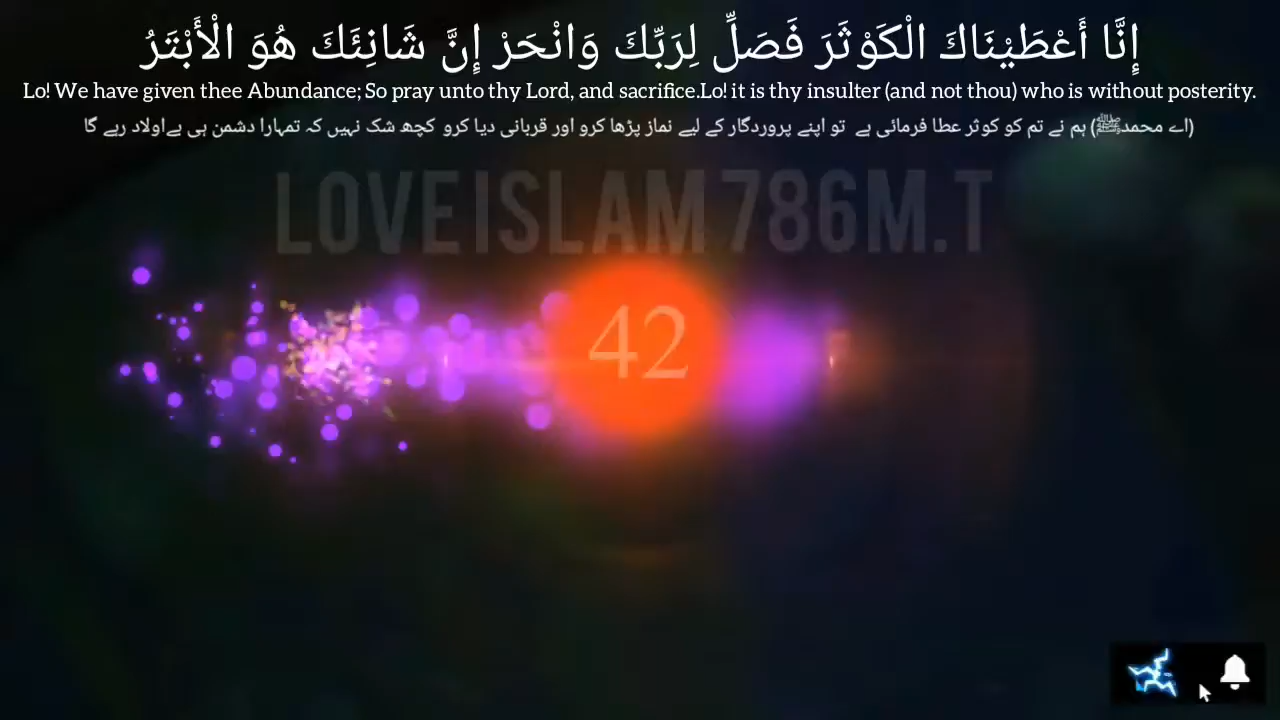 إِنَّا أَعْطَيْنَاكَ الْكَوْثَرَ فَصَلِّ لِرَبِّكَ وَانْحَرْ إِنَّ شَانِئَكَ هُوَ الْأَبْتَرُ
Lo! We have given thee Abundance; So pray unto thy Lord, and sacrifice.Lo! it is thy insulter (and not thou) who is without posterity.
(اے محمدﷺ) ہم نے تم کو کوثر عطا فرمائی ہے تو اپنے پروردگار کے لیے نماز پڑھا کرو اور قربانی دیا کرو کچھ شک نہیں کہ تمہارا دشمن ہی بےاولاد رہے گا
LOVE ISLAM 786 M.T
42